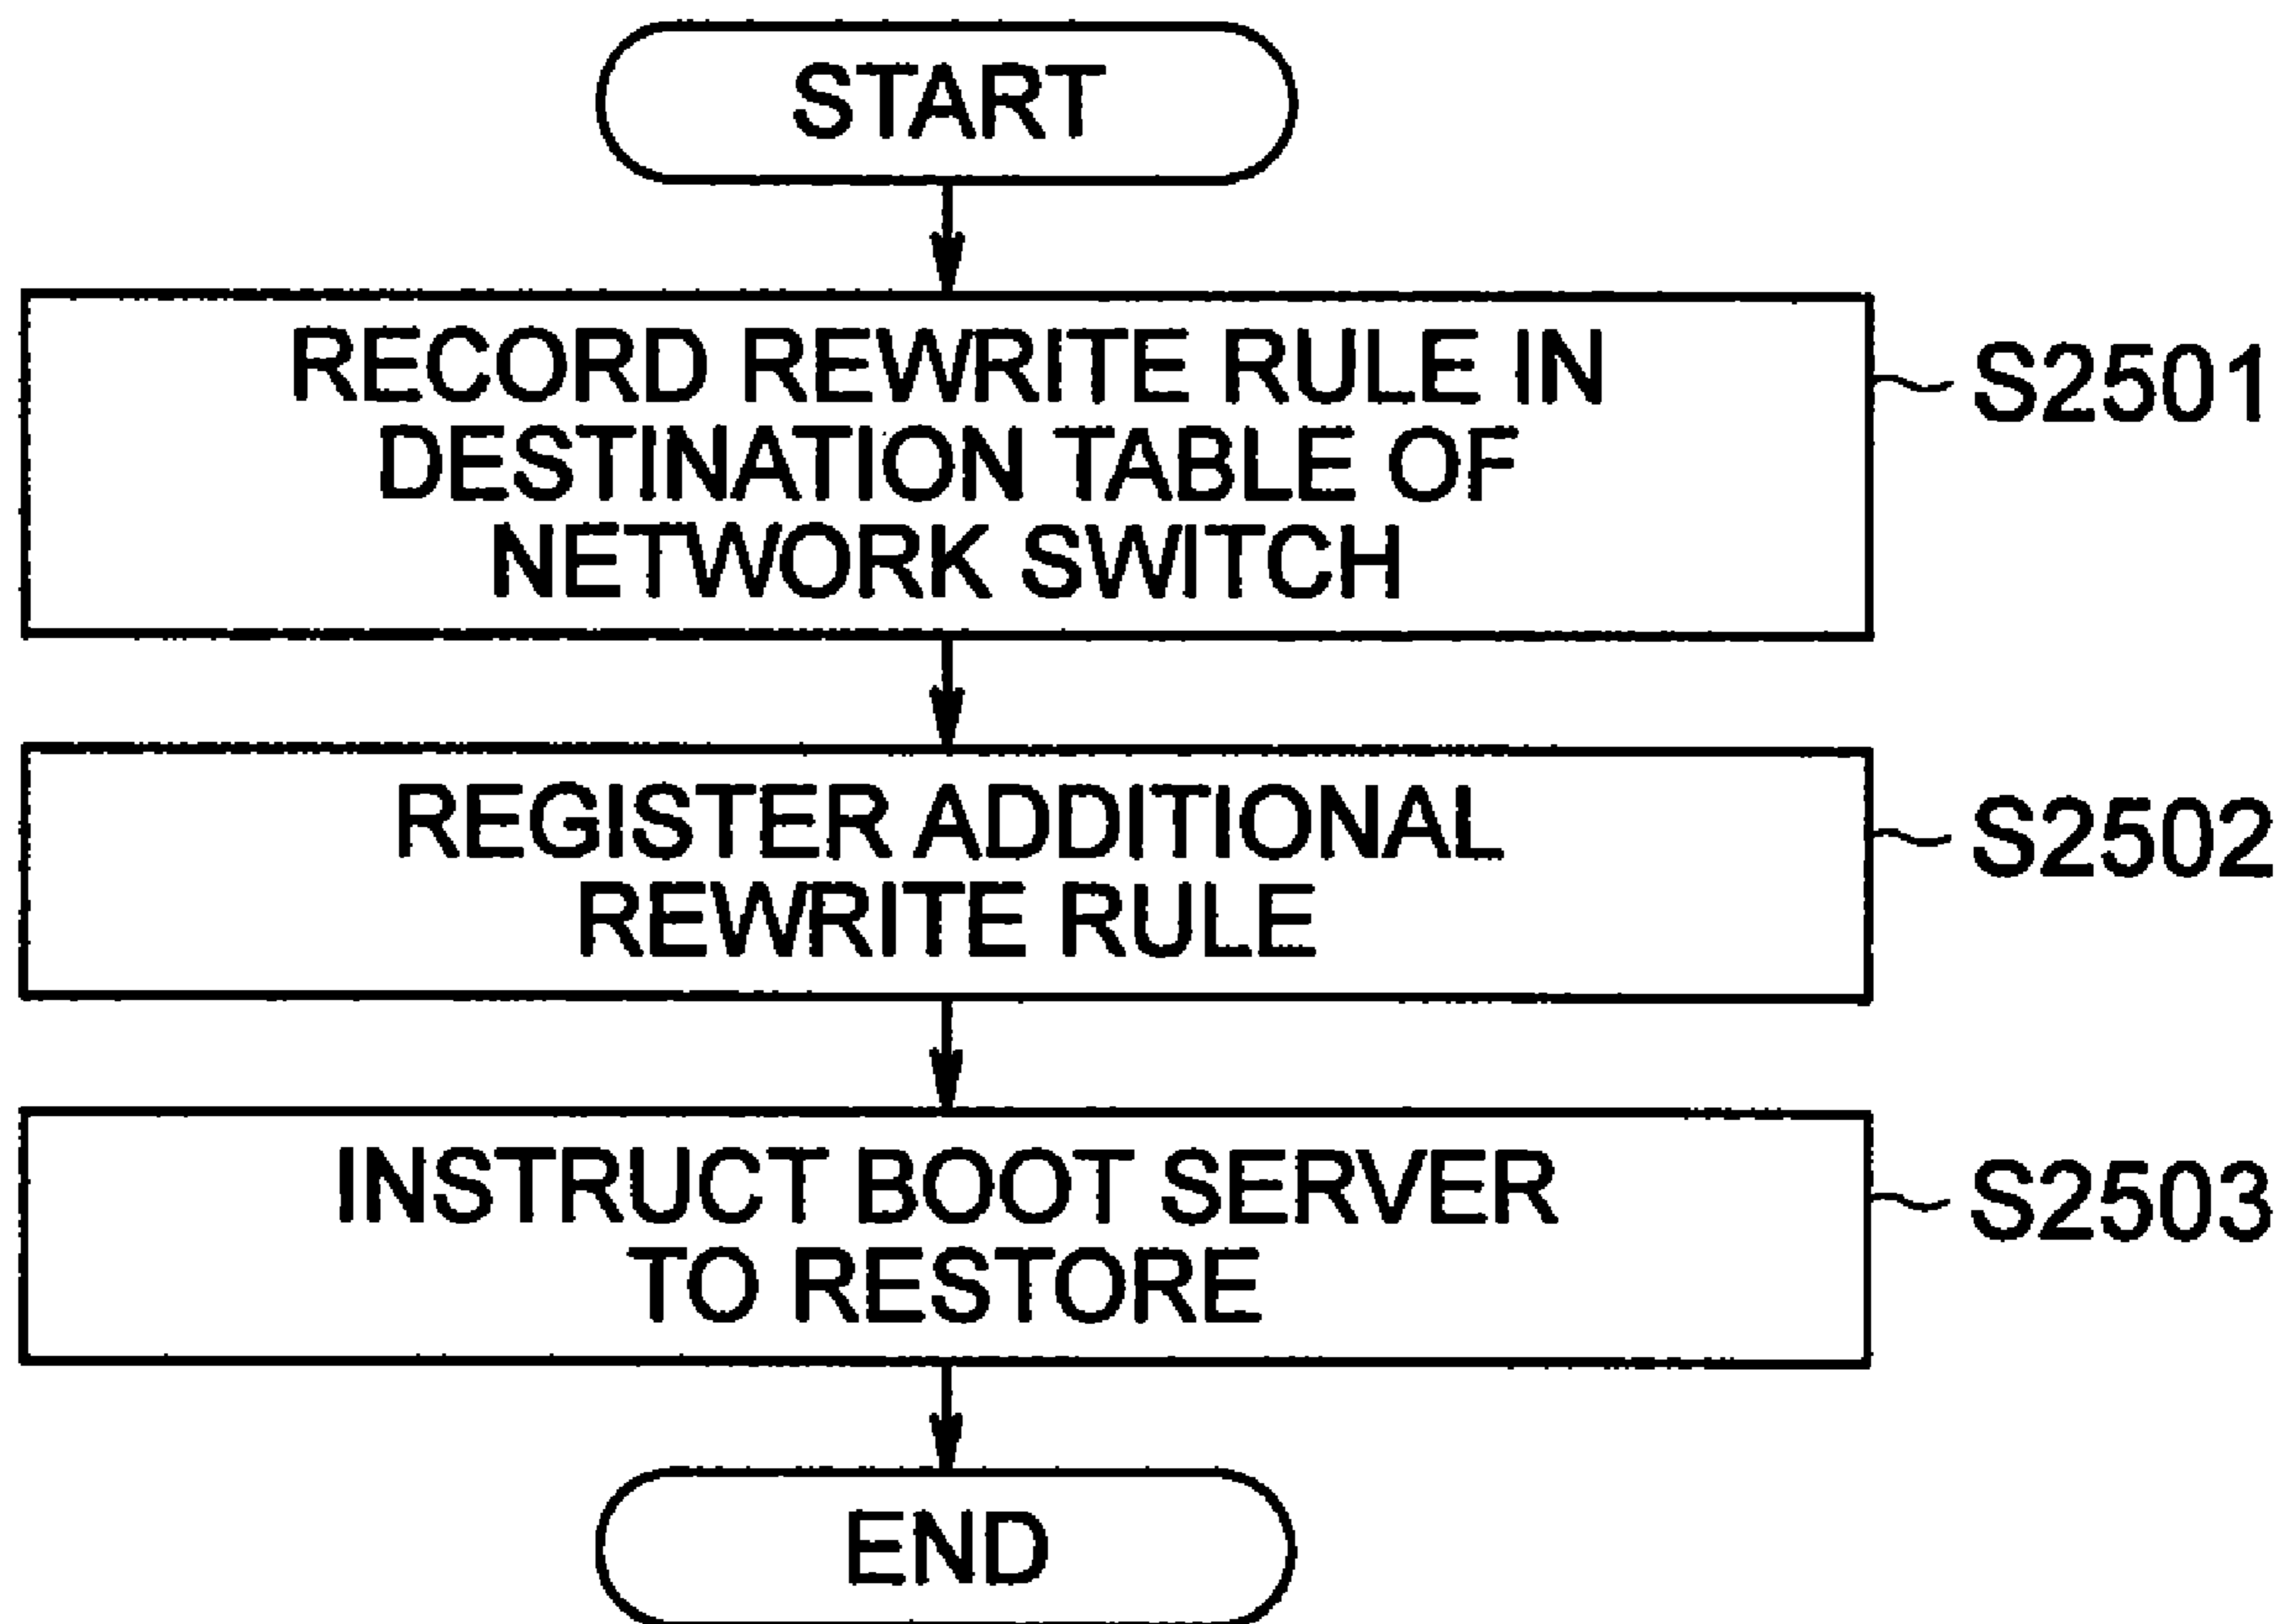 START
RECORD REWRITE RULE IN
DESTINATION TABLE OF
NETWORK SWITCH
S2501
REGISTER ADDITIONAL
REWRITE RULE
S2502
INSTRUCT BOOT SERVER
TO RESTORE
S2503
END